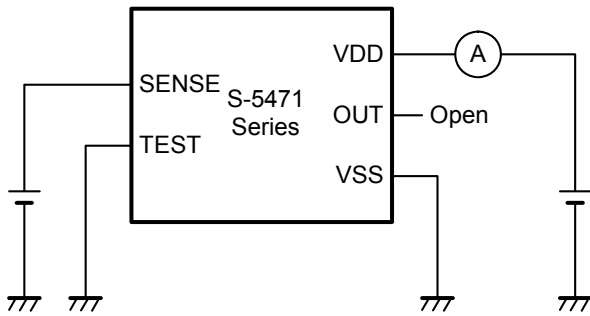 VDD
A
SENSE
S-5471
Series
OUT
Open
TEST
VSS